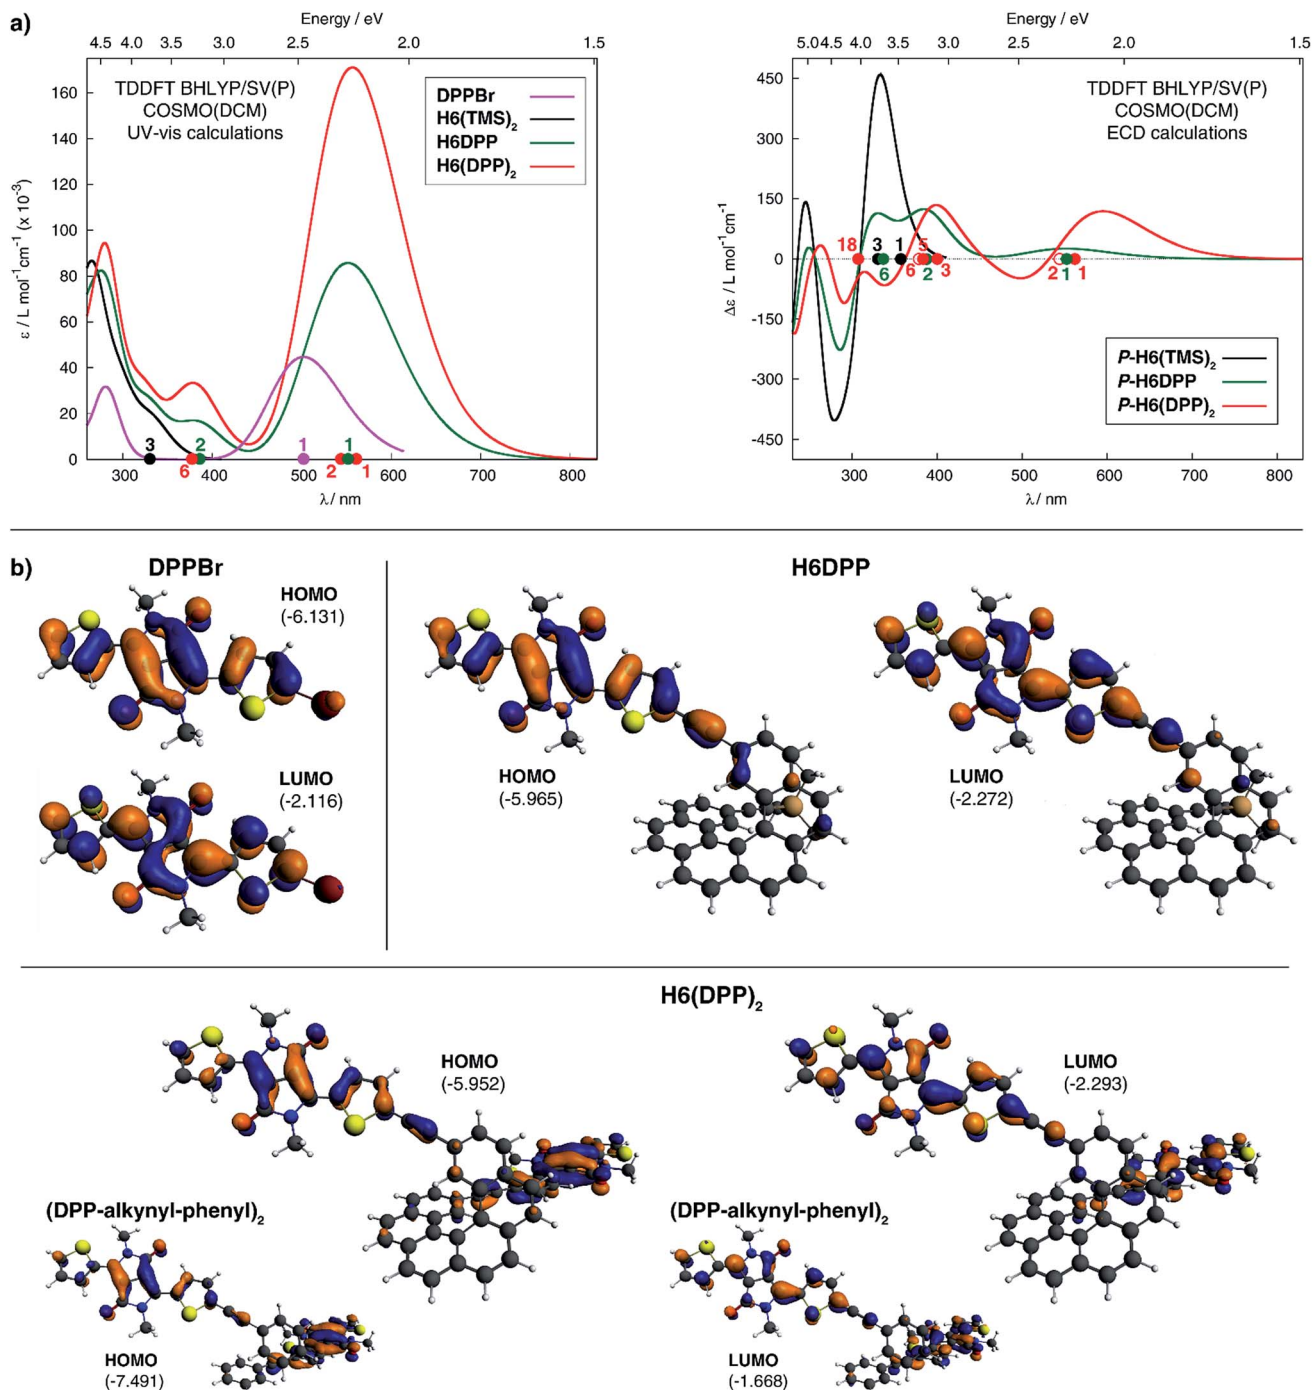 a)
Energy / eV
4.5 4.0 3.5 3.0 2.5 2.0 1.5
TDDFT BHLYP/SV(P)
COSMO(DCM)
UV-vis calculations
DPPBr
H6(TMS)₂
H6DPP
H6(DPP)₂
ε / L mol⁻¹ cm⁻¹ (x 10⁻³)
160
140
120
100
80
60
40
20
0
3 2 1 1
6 2 1
300 400 500 600 700 800
λ / nm
Energy / eV
5.0 4.5 4.0 3.5 3.0 2.5 2.0 1.5
TDDFT BHLYP/SV(P)
COSMO(DCM)
ECD calculations
Δε / L mol⁻¹cm⁻¹
450
300
150
0
-150
-300
-450
18 3 1 5
6 6 2 3 2 1 1
P-H6(TMS)₂
P-H6DPP
P-H6(DPP)₂
300 400 500 600 700 800
λ / nm
b)
DPPBr
HOMO
(-6.131)
LUMO
(-2.116)
H6DPP
HOMO
(-5.965)
LUMO
(-2.272)
H6(DPP)₂
HOMO
(-5.952)
LUMO
(-2.293)
(DPP-alkynyl-phenyl)₂
HOMO
(-7.491)
(DPP-alkynyl-phenyl)₂
LUMO
(-1.668)